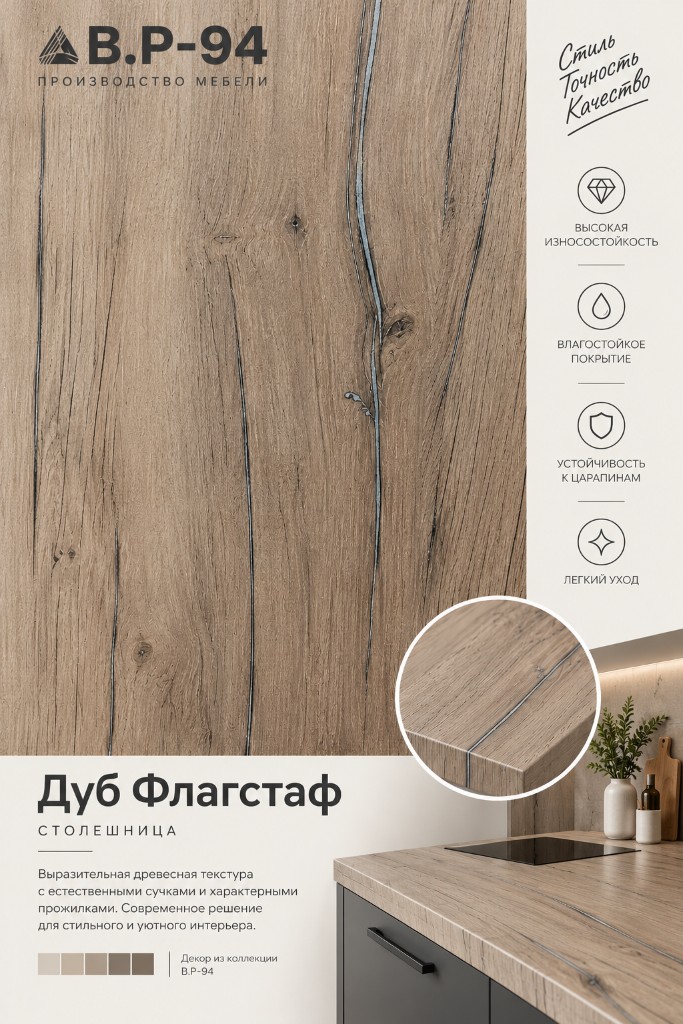 В.Р-94
ПРОИЗВОДСТВО МЕБЕЛИ
Стиль
Точность
Качество
ВЫСОКАЯ
ИЗНОСОСТОЙКОСТЬ
ВЛАГОСТОЙКОЕ
ПОКРЫТИЕ
УСТОЙЧИВОСТЬ
К ЦАРАПИНАМ
ЛЕГКИЙ УХОД
Дуб Флагстаф
СТОЛЕШНИЦА
Выразительная древесная текстура
с естественными сучками и характерными
прожилками. Современное решение
для стильного и уютного интерьера.
Декор из коллекции
В.Р-94